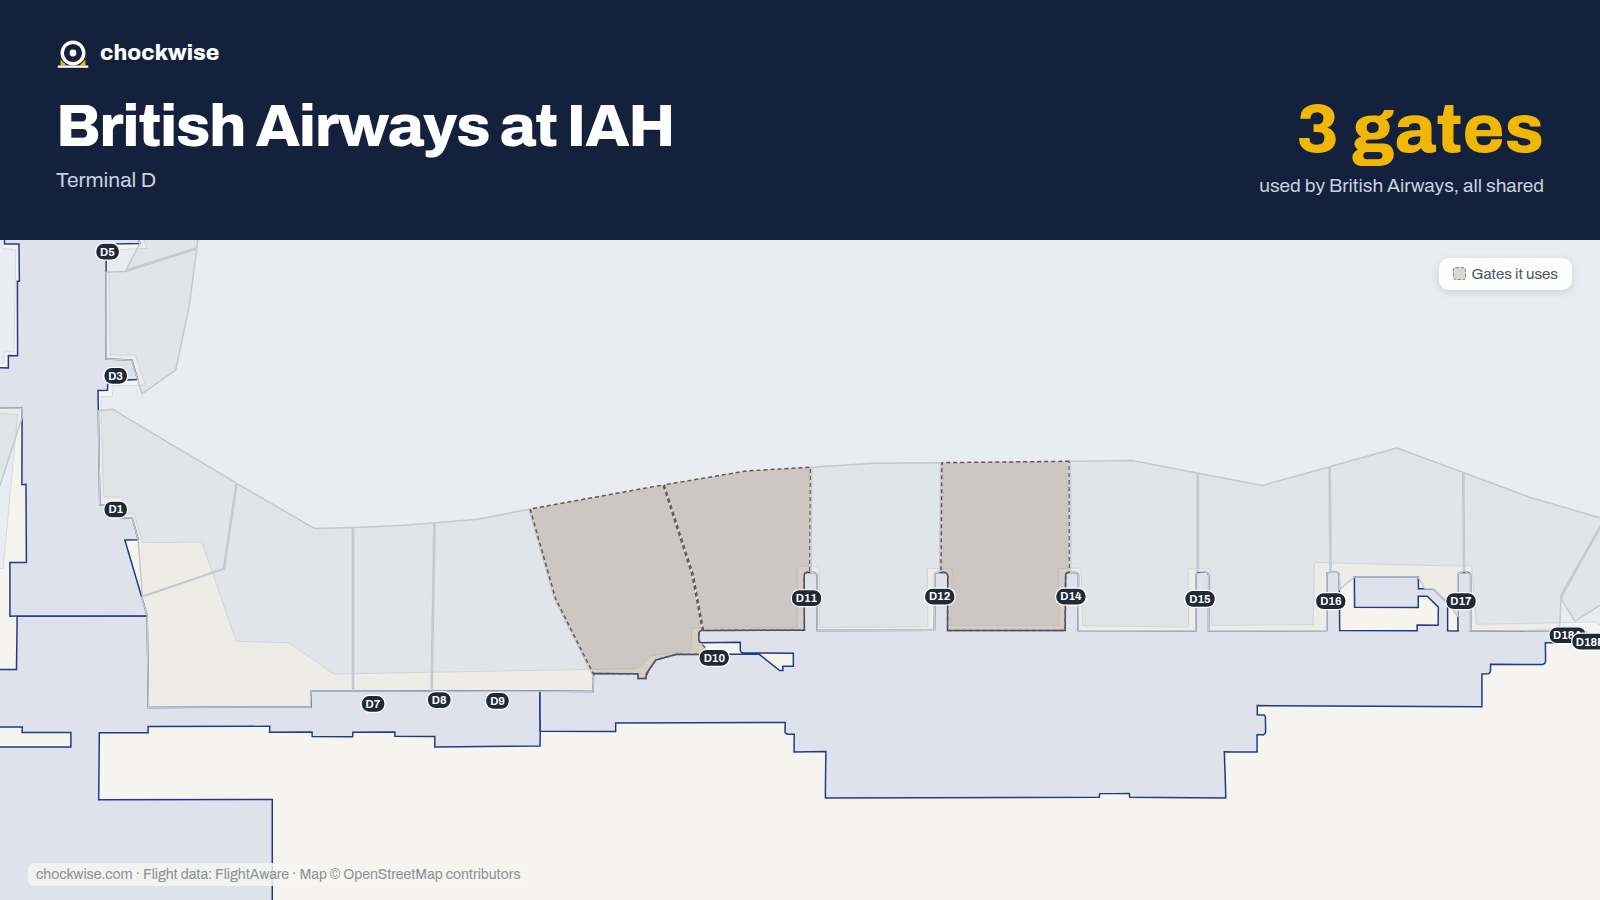 chockwise
British Airways at IAH
Terminal D
3 gates
used by British Airways, all shared
Gates it uses
D5
D3
D1
D7
D8
D9
D10
D11
D12
D14
D15
D16
D17
D18A
chockwise.com · Flight data: FlightAware · Map © OpenStreetMap contributors